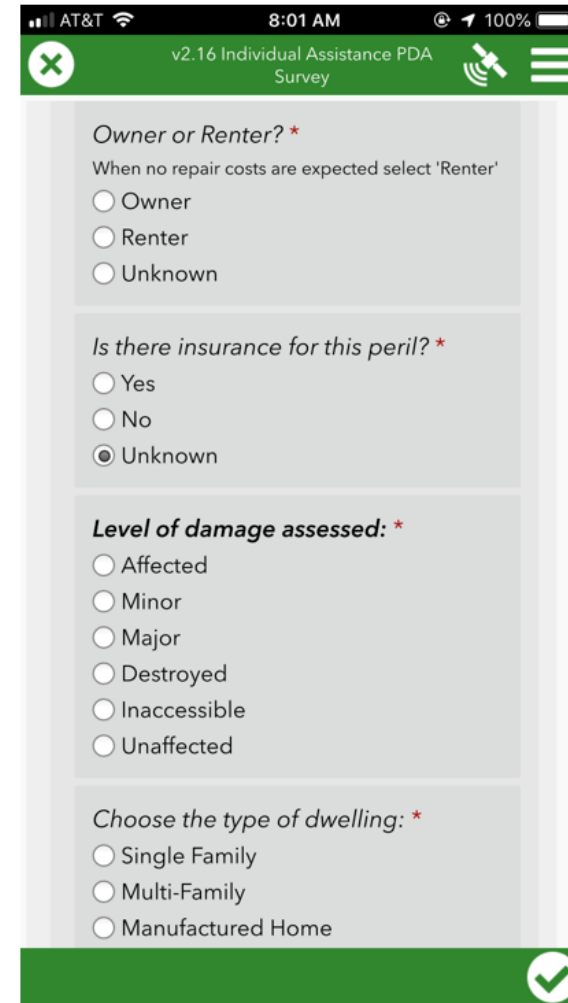 AT&T 8:01 AM 100%
v2.16 Individual Assistance PDA
Survey
Owner or Renter? *
When no repair costs are expected select 'Renter'
Owner
Renter
Unknown
Is there insurance for this peril? *
Yes
No
Unknown
Level of damage assessed: *
Affected
Minor
Major
Destroyed
Inaccessible
Unaffected
Choose the type of dwelling: *
Single Family
Multi-Family
Manufactured Home